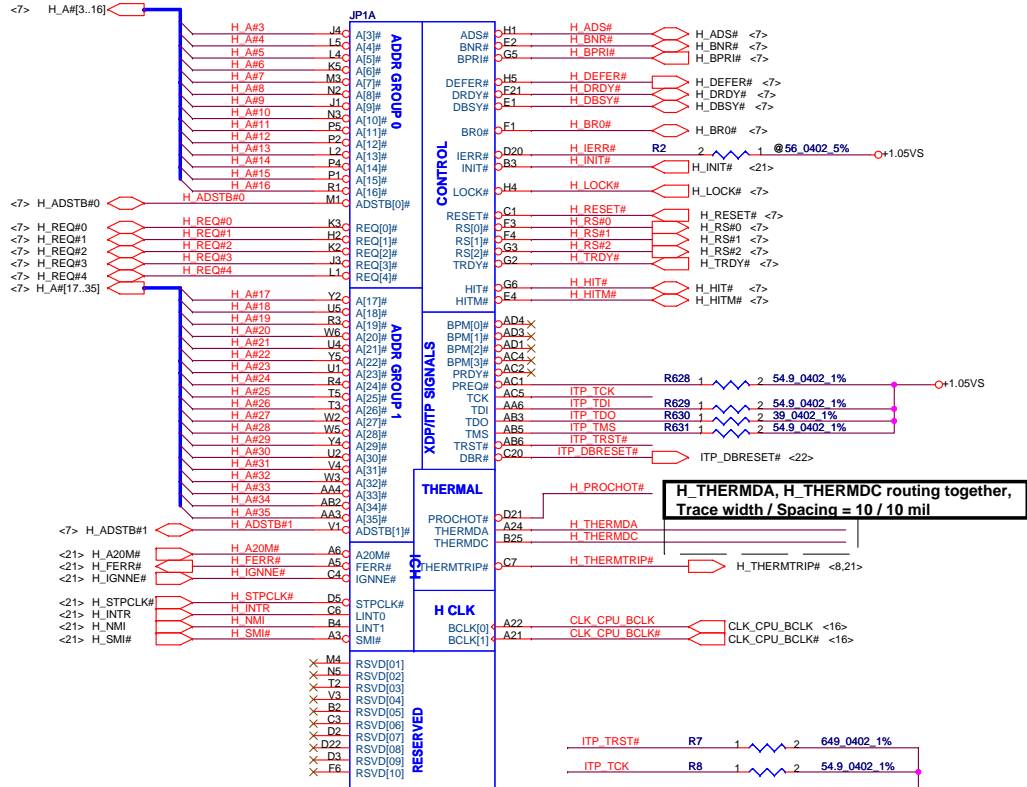 <7> H_A#[3..16]
JP1A
H_A#3 J4 A[3]#
H_A#4 L5 A[4]#
H_A#5 L4 A[5]#
H_A#6 K5 A[6]#
H_A#7 M3 A[7]#
H_A#8 N2 A[8]#
H_A#9 J1 A[9]#
H_A#10 N3 A[10]#
H_A#11 P5 A[11]#
H_A#12 P2 A[12]#
H_A#13 L2 A[13]#
H_A#14 P4 A[14]#
H_A#15 P1 A[15]#
H_A#16 R1 A[16]#
<7> H_ADSTB#0 H_ADSTB#0 M1 ADSTB[0]#
ADDR GROUP 0
<7> H_REQ#0 H_REQ#0 K3 REQ[0]#
<7> H_REQ#1 H_REQ#1 H2 REQ[1]#
<7> H_REQ#2 H_REQ#2 K2 REQ[2]#
<7> H_REQ#3 H_REQ#3 J3 REQ[3]#
<7> H_REQ#4 H_REQ#4 L1 REQ[4]#
<7> H_A#[17..35]
H_A#17 Y2 A[17]#
H_A#18 U5 A[18]#
H_A#19 R3 A[19]#
H_A#20 W6 A[20]#
H_A#21 U4 A[21]#
H_A#22 Y5 A[22]#
H_A#23 U1 A[23]#
H_A#24 R4 A[24]#
H_A#25 T5 A[25]#
H_A#26 T3 A[26]#
H_A#27 W2 A[27]#
H_A#28 W5 A[28]#
H_A#29 Y4 A[29]#
H_A#30 U2 A[30]#
H_A#31 V4 A[31]#
H_A#32 W3 A[32]#
H_A#33 AA4 A[33]#
H_A#34 AB2 A[34]#
H_A#35 AA3 A[35]#
<7> H_ADSTB#1 H_ADSTB#1 V1 ADSTB[1]#
ADDR GROUP 1
<21> H_A20M# H_A20M# A6 A20M#
<21> H_FERR# H_FERR# A5 FERR#
<21> H_IGNNE# H_IGNNE# C4 IGNNE#
ICH
<21> H_STPCLK# H_STPCLK# D5 STPCLK#
<21> H_INTR H_INTR C6 LINT0
<21> H_NMI H_NMI B4 LINT1
<21> H_SMI# H_SMI# A3 SMI#
M4 RSVD[01]
N5 RSVD[02]
T2 RSVD[03]
V3 RSVD[04]
B2 RSVD[05]
C3 RSVD[06]
D2 RSVD[07]
D22 RSVD[08]
D3 RSVD[09]
F6 RSVD[10]
RESERVED
CONTROL
ADS# H1 H_ADS# H_ADS# <7>
BNR# E2 H_BNR# H_BNR# <7>
BPRI# G5 H_BPRI# H_BPRI# <7>
DEFER# H5 H_DEFER# H_DEFER# <7>
DRDY# F21 H_DRDY# H_DRDY# <7>
DBSY# E1 H_DBSY# H_DBSY# <7>
BR0# F1 H_BR0# H_BR0# <7>
IERR# D20 H_IERR# R2 2 1 @56_0402_5% +1.05VS
INIT# B3 H_INIT# H_INIT# <21>
LOCK# H4 H_LOCK# H_LOCK# <7>
RESET# C1 H_RESET# H_RESET# <7>
RS[0]# F3 H_RS#0 H_RS#0 <7>
RS[1]# F4 H_RS#1 H_RS#1 <7>
RS[2]# G3 H_RS#2 H_RS#2 <7>
TRDY# G2 H_TRDY# H_TRDY# <7>
HIT# G6 H_HIT# H_HIT# <7>
HITM# E4 H_HITM# H_HITM# <7>
XDP/ITP SIGNALS
BPM[0]# AD4
BPM[1]# AD3
BPM[2]# AD1
BPM[3]# AC4
PRDY# AC2
PREQ# AC1 R628 1 2 54.9_0402_1% +1.05VS
TCK AC5 ITP_TCK
TDI AA6 ITP_TDI R629 1 2 54.9_0402_1%
TDO AB3 ITP_TDO R630 1 2 39_0402_1%
TMS AB5 ITP_TMS R631 1 2 54.9_0402_1%
TRST# AB6 ITP_TRST#
DBR# C20 ITP_DBRESET# ITP_DBRESET# <22>
THERMAL
H_THERMDA, H_THERMDC routing together,
Trace width / Spacing = 10 / 10 mil
PROCHOT# D21 H_PROCHOT#
THERMDA A24 H_THERMDA
THERMDC B25 H_THERMDC
THERMTRIP# C7 H_THERMTRIP# <8,21>
H CLK
BCLK[0] A22 CLK_CPU_BCLK CLK_CPU_BCLK <16>
BCLK[1] A21 CLK_CPU_BCLK# CLK_CPU_BCLK# <16>
ITP_TRST# R7 1 2 649_0402_1%
ITP_TCK R8 1 2 54.9_0402_1%